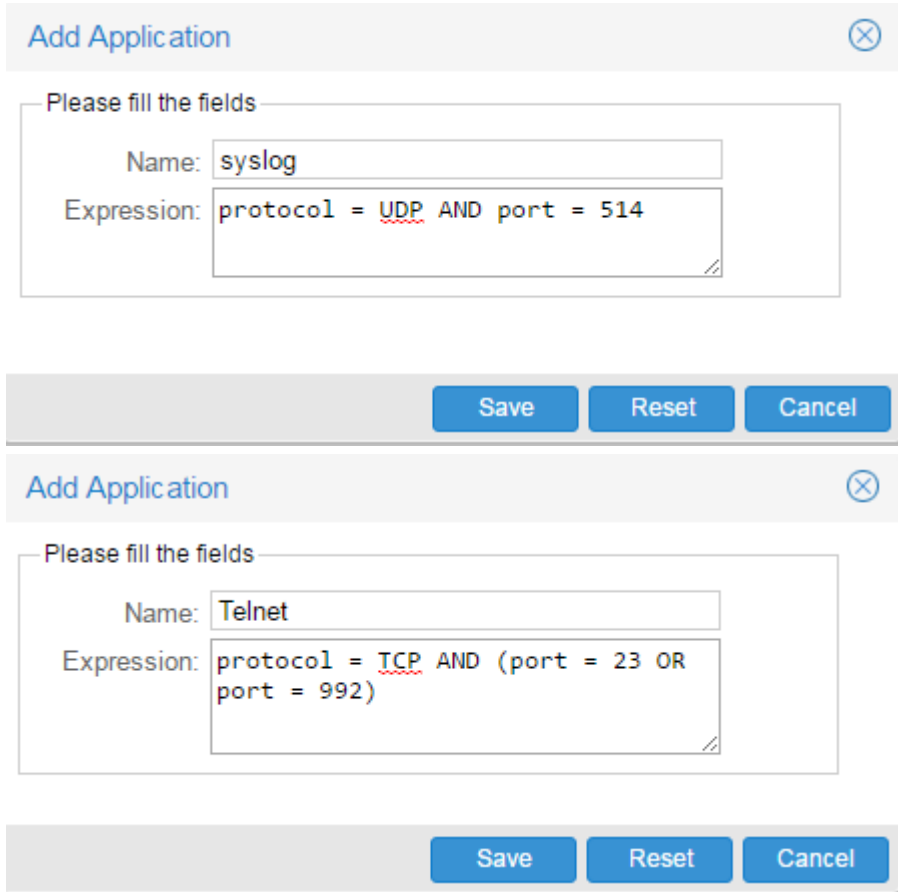 Add Application
Please fill the fields
Name: syslog
Expression: protocol = UDP AND port = 514
Save Reset Cancel
Add Application
Please fill the fields
Name: Telnet
Expression: protocol = TCP AND (port = 23 OR
port = 992)
Save Reset Cancel